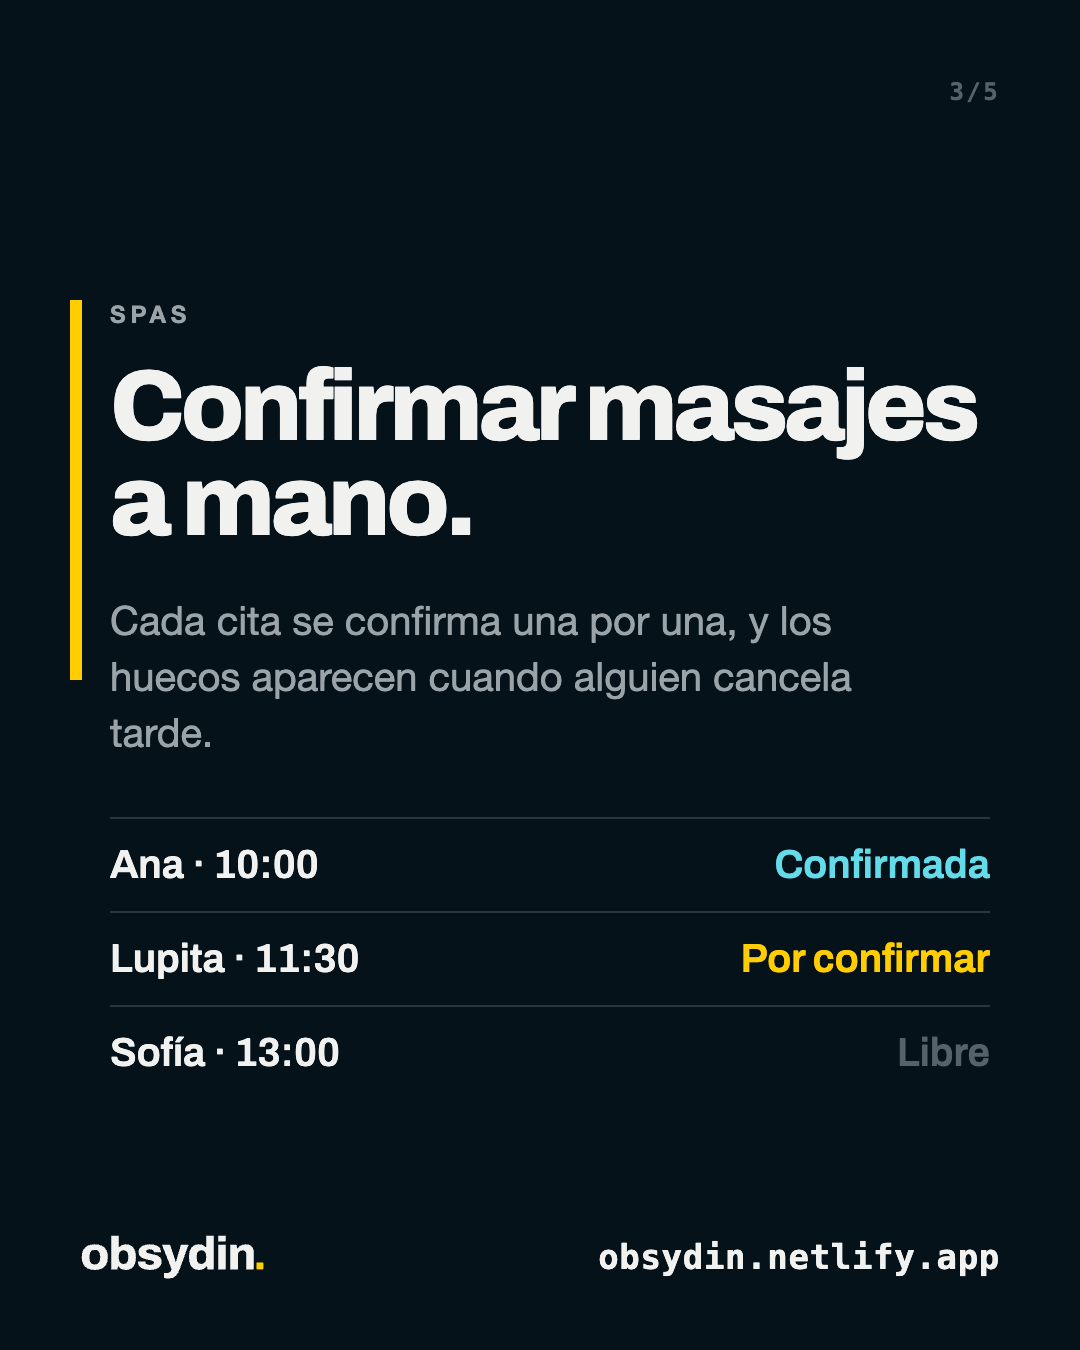 3/5
SPAS
Confirmar masajes
a mano.
Cada cita se confirma una por una, y los
huecos aparecen cuando alguien cancela
tarde.
Ana · 10:00 Confirmada
Lupita · 11:30 Por confirmar
Sofía · 13:00 Libre
obsydin. obsydin.netlify.app